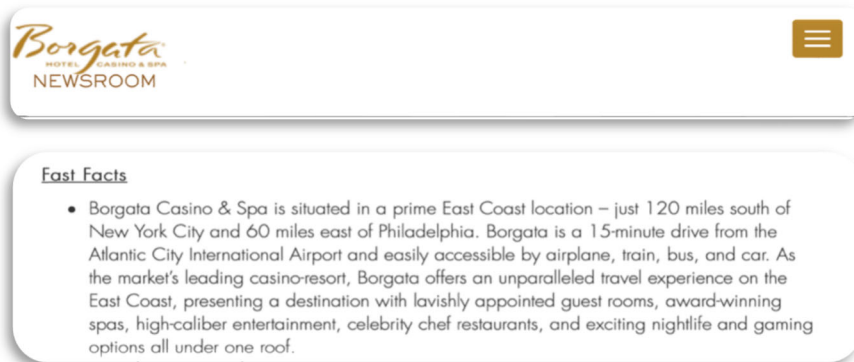 Borgata
HOTEL CASINO & SPA
NEWSROOM
Fast Facts
• Borgata Casino & Spa is situated in a prime East Coast location – just 120 miles south of
New York City and 60 miles east of Philadelphia. Borgata is a 15-minute drive from the
Atlantic City International Airport and easily accessible by airplane, train, bus, and car. As
the market's leading casino-resort, Borgata offers an unparalleled travel experience on the
East Coast, presenting a destination with lavishly appointed guest rooms, award-winning
spas, high-caliber entertainment, celebrity chef restaurants, and exciting nightlife and gaming
options all under one roof.